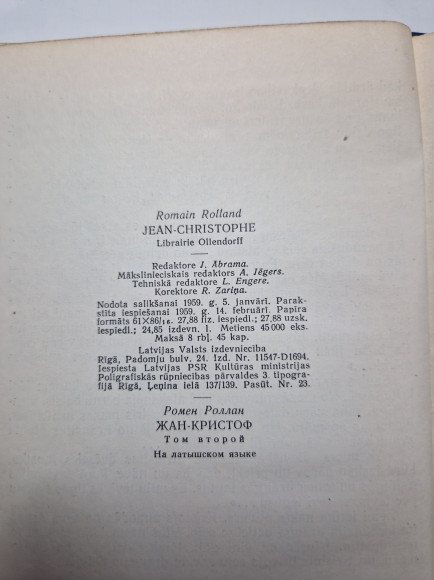 Romain Rolland
JEAN-CHRISTOPHE
Librairie Ollendorff
Redaktore J. Ābrama.
Mākslinieciskais redaktors A. Jēgers.
Tehniskā redaktore L. Engere.
Korektore R. Zariņa.
Nodota salikšanai 1959. g. 5. janvārī. Parak-
stīta iespiešanai 1959. g. 14. februārī. Papīra
formāts 61×86/16. 27,88 fiz. iespiedl.; 27,88 uzsk.
iespiedl.; 24,85 izdevn. l. Metiens 45 000 eks.
Maksā 8 rbļ. 45 kap.
Latvijas Valsts izdevniecība
Rīgā, Padomju bulv. 24. Izd. Nr. 11547-D1694.
Iespiesta Latvijas PSR Kultūras ministrijas
Poligrāfiskās rūpniecības pārvaldes 3. tipogra-
fijā Rīgā, Ļeņina ielā 137/139. Pasūt. Nr. 23.
Ромен Роллан
ЖАН-КРИСТОФ
Том второй
На латышском языке